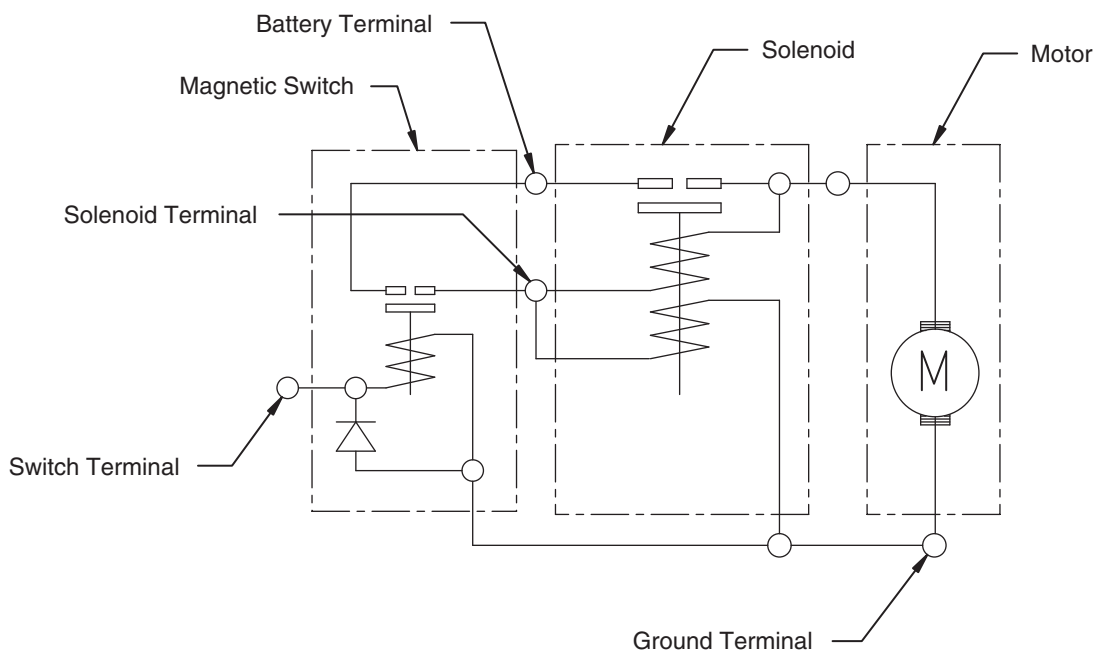 Battery Terminal
Solenoid
Motor
Magnetic Switch
Solenoid Terminal
M
Switch Terminal
Ground Terminal